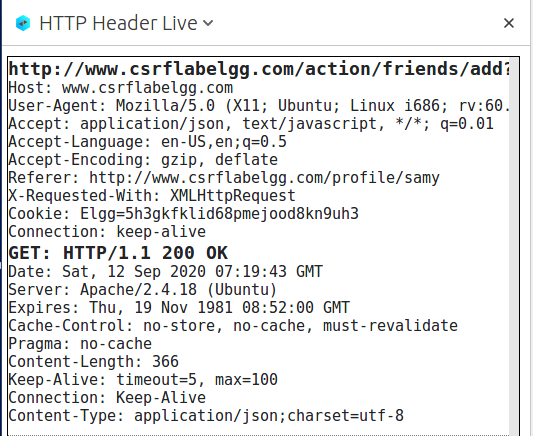 HTTP Header Live
http://www.csrflabelgg.com/action/friends/add?
Host: www.csrflabelgg.com
User-Agent: Mozilla/5.0 (X11; Ubuntu; Linux i686; rv:60.
Accept: application/json, text/javascript, */*; q=0.01
Accept-Language: en-US,en;q=0.5
Accept-Encoding: gzip, deflate
Referer: http://www.csrflabelgg.com/profile/samy
X-Requested-With: XMLHttpRequest
Cookie: Elgg=5h3gkfklid68pmejood8kn9uh3
Connection: keep-alive
GET: HTTP/1.1 200 OK
Date: Sat, 12 Sep 2020 07:19:43 GMT
Server: Apache/2.4.18 (Ubuntu)
Expires: Thu, 19 Nov 1981 08:52:00 GMT
Cache-Control: no-store, no-cache, must-revalidate
Pragma: no-cache
Content-Length: 366
Keep-Alive: timeout=5, max=100
Connection: Keep-Alive
Content-Type: application/json;charset=utf-8